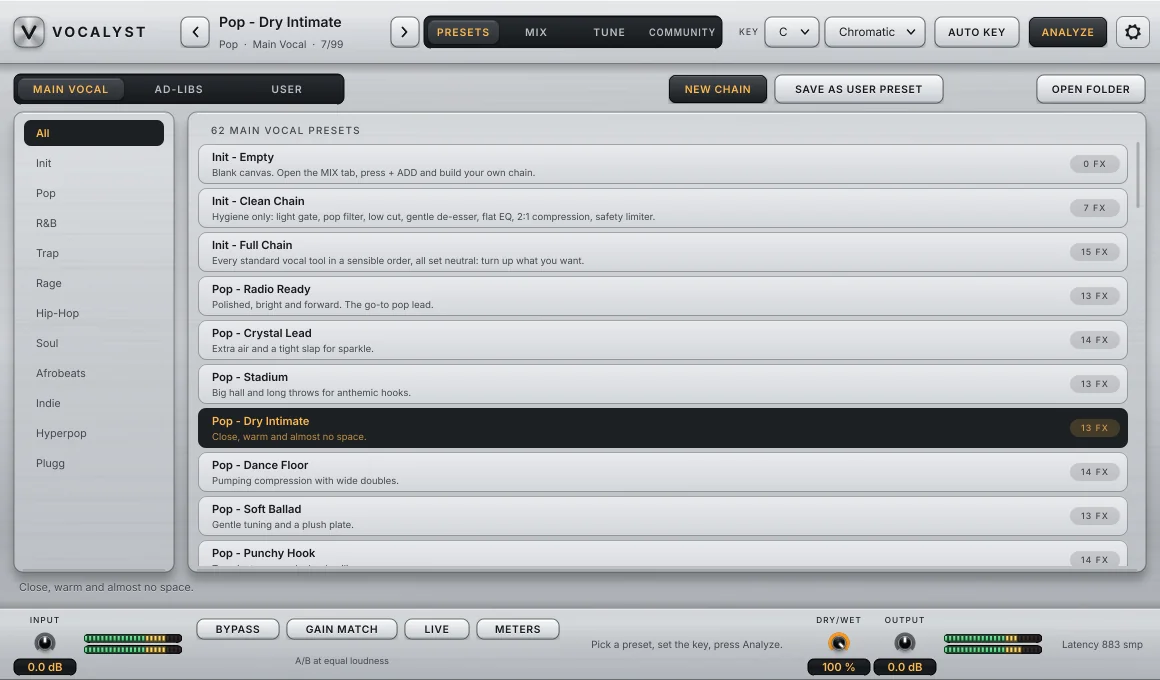 V VOCALYST
Pop - Dry Intimate
Pop · Main Vocal · 7/99
PRESETS MIX TUNE COMMUNITY
KEY C Chromatic AUTO KEY ANALYZE
MAIN VOCAL AD-LIBS USER
NEW CHAIN SAVE AS USER PRESET OPEN FOLDER
All
Init
Pop
R&B
Trap
Rage
Hip-Hop
Soul
Afrobeats
Indie
Hyperpop
Plugg
62 MAIN VOCAL PRESETS
Init - Empty
Blank canvas. Open the MIX tab, press + ADD and build your own chain.
0 FX
Init - Clean Chain
Hygiene only: light gate, pop filter, low cut, gentle de-esser, flat EQ, 2:1 compression, safety limiter.
7 FX
Init - Full Chain
Every standard vocal tool in a sensible order, all set neutral: turn up what you want.
15 FX
Pop - Radio Ready
Polished, bright and forward. The go-to pop lead.
13 FX
Pop - Crystal Lead
Extra air and a tight slap for sparkle.
14 FX
Pop - Stadium
Big hall and long throws for anthemic hooks.
13 FX
Pop - Dry Intimate
Close, warm and almost no space.
13 FX
Pop - Dance Floor
Pumping compression with wide doubles.
14 FX
Pop - Soft Ballad
Gentle tuning and a plush plate.
13 FX
Pop - Punchy Hook
14 FX
Close, warm and almost no space.
INPUT
0.0 dB
BYPASS GAIN MATCH LIVE METERS
A/B at equal loudness
Pick a preset, set the key, press Analyze.
DRY/WET
100 %
OUTPUT
0.0 dB
Latency 883 smp